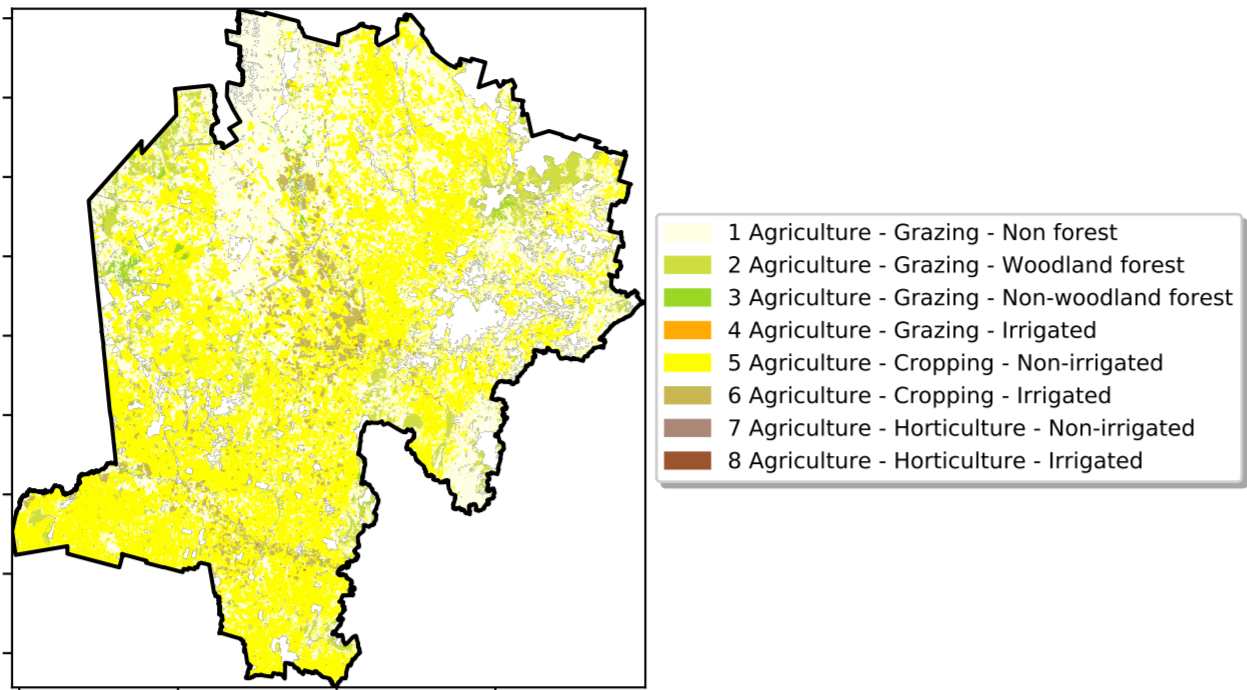 1 Agriculture - Grazing - Non forest
2 Agriculture - Grazing - Woodland forest
3 Agriculture - Grazing - Non-woodland forest
4 Agriculture - Grazing - Irrigated
5 Agriculture - Cropping - Non-irrigated
6 Agriculture - Cropping - Irrigated
7 Agriculture - Horticulture - Non-irrigated
8 Agriculture - Horticulture - Irrigated